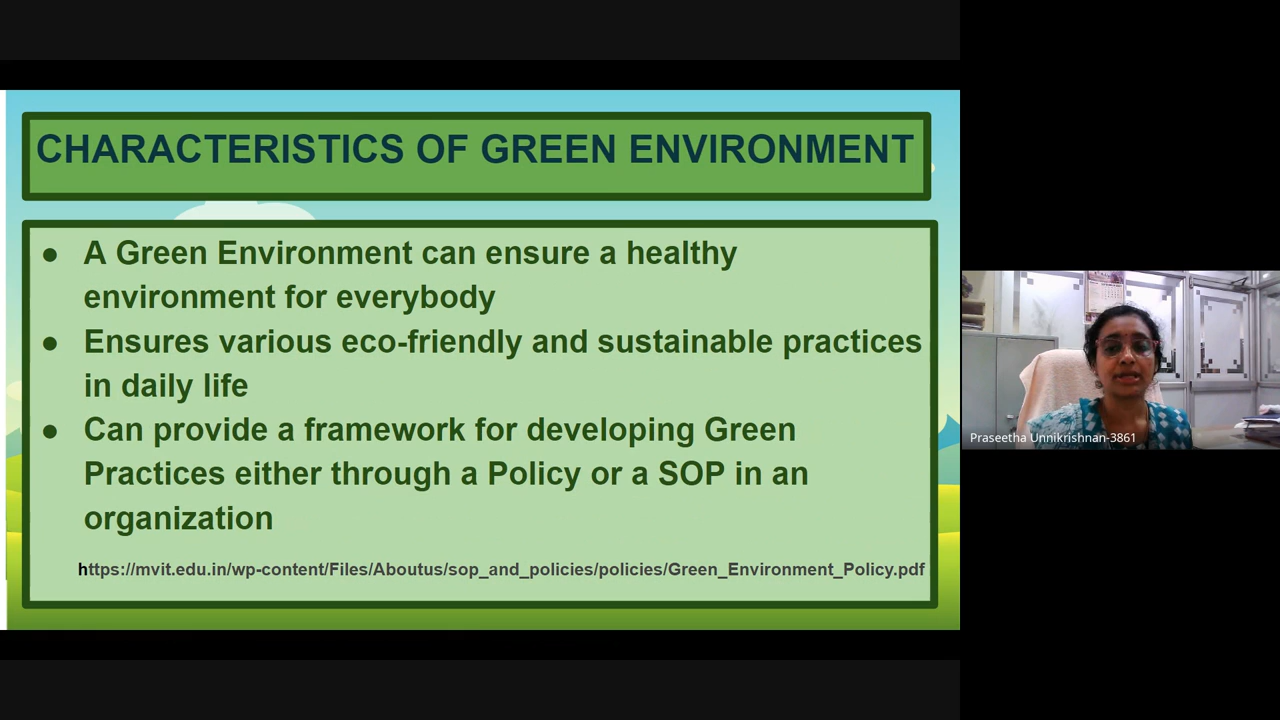 CHARACTERISTICS OF GREEN ENVIRONMENT
● A Green Environment can ensure a healthy
environment for everybody
● Ensures various eco-friendly and sustainable practices
in daily life
● Can provide a framework for developing Green
Practices either through a Policy or a SOP in an
organization
https://mvit.edu.in/wp-content/Files/Aboutus/sop_and_policies/policies/Green_Environment_Policy.pdf
Praseetha Unnikrishnan-3861